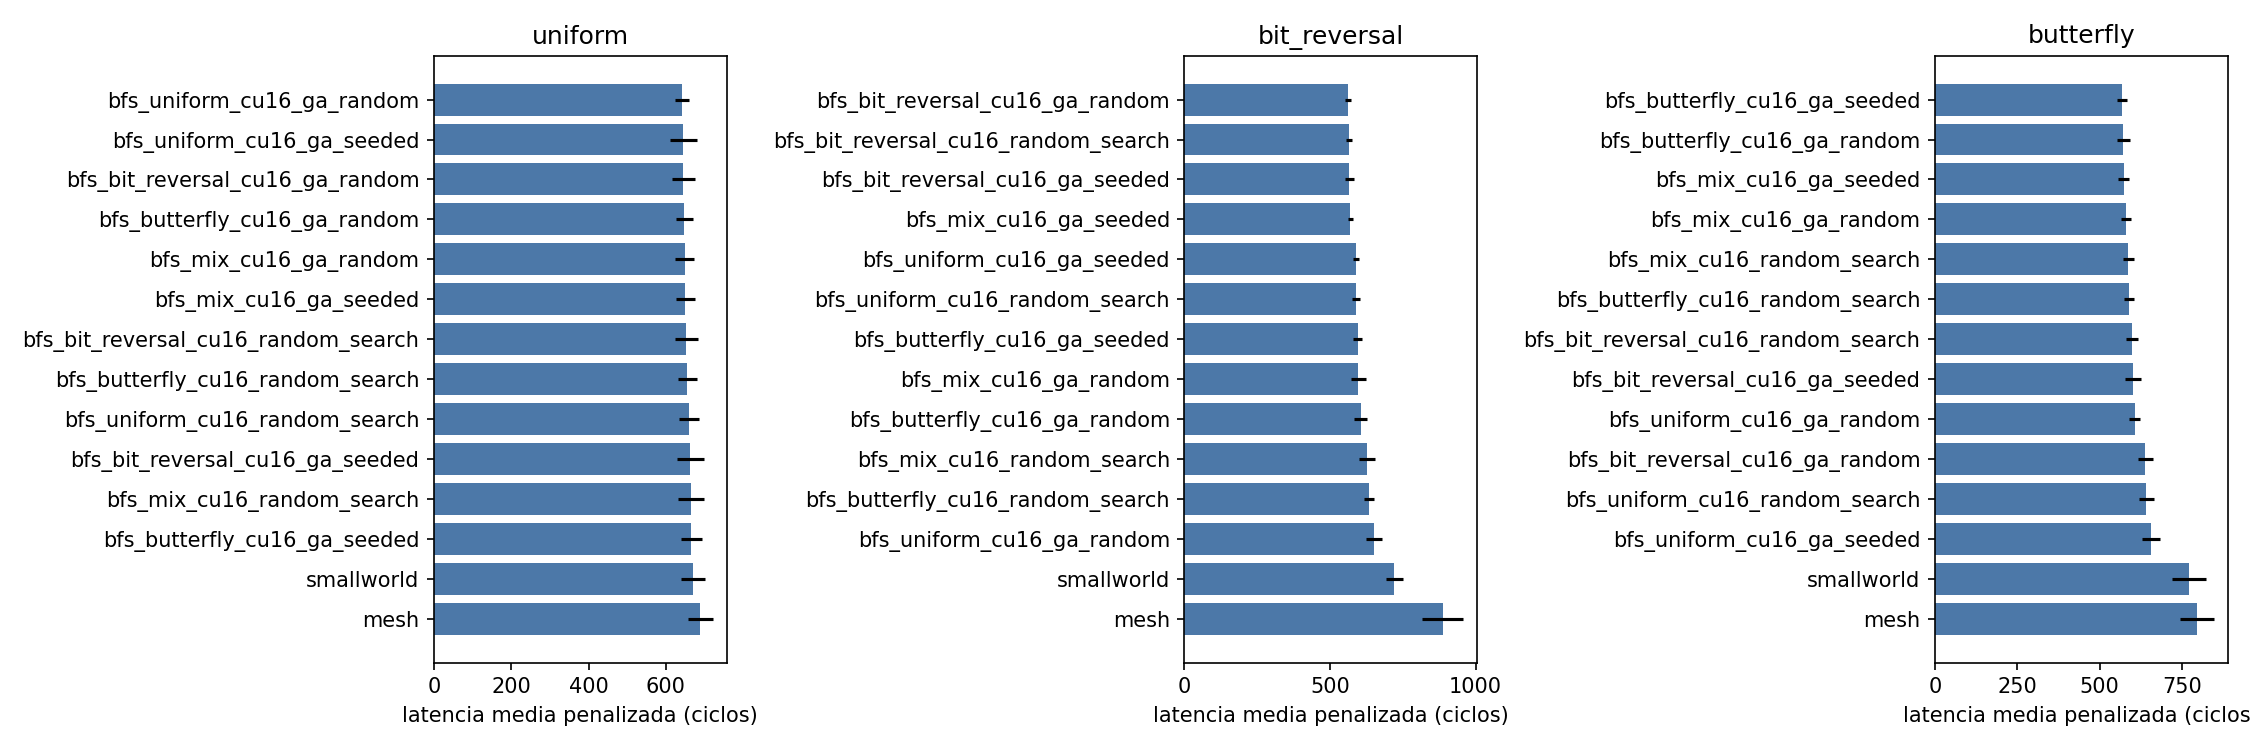 uniform
bfs_uniform_cu16_ga_random
bfs_uniform_cu16_ga_seeded
bfs_bit_reversal_cu16_ga_random
bfs_butterfly_cu16_ga_random
bfs_mix_cu16_ga_random
bfs_mix_cu16_ga_seeded
bfs_bit_reversal_cu16_random_search
bfs_butterfly_cu16_random_search
bfs_uniform_cu16_random_search
bfs_bit_reversal_cu16_ga_seeded
bfs_mix_cu16_random_search
bfs_butterfly_cu16_ga_seeded
smallworld
mesh
0 200 400 600
latencia media penalizada (ciclos)
bit_reversal
bfs_bit_reversal_cu16_ga_random
bfs_bit_reversal_cu16_random_search
bfs_bit_reversal_cu16_ga_seeded
bfs_mix_cu16_ga_seeded
bfs_uniform_cu16_ga_seeded
bfs_uniform_cu16_random_search
bfs_butterfly_cu16_ga_seeded
bfs_mix_cu16_ga_random
bfs_butterfly_cu16_ga_random
bfs_mix_cu16_random_search
bfs_butterfly_cu16_random_search
bfs_uniform_cu16_ga_random
smallworld
mesh
0 500 1000
latencia media penalizada (ciclos)
butterfly
bfs_butterfly_cu16_ga_seeded
bfs_butterfly_cu16_ga_random
bfs_mix_cu16_ga_seeded
bfs_mix_cu16_ga_random
bfs_mix_cu16_random_search
bfs_butterfly_cu16_random_search
bfs_bit_reversal_cu16_random_search
bfs_bit_reversal_cu16_ga_seeded
bfs_uniform_cu16_ga_random
bfs_bit_reversal_cu16_ga_random
bfs_uniform_cu16_random_search
bfs_uniform_cu16_ga_seeded
smallworld
mesh
0 250 500 750
latencia media penalizada (ciclos